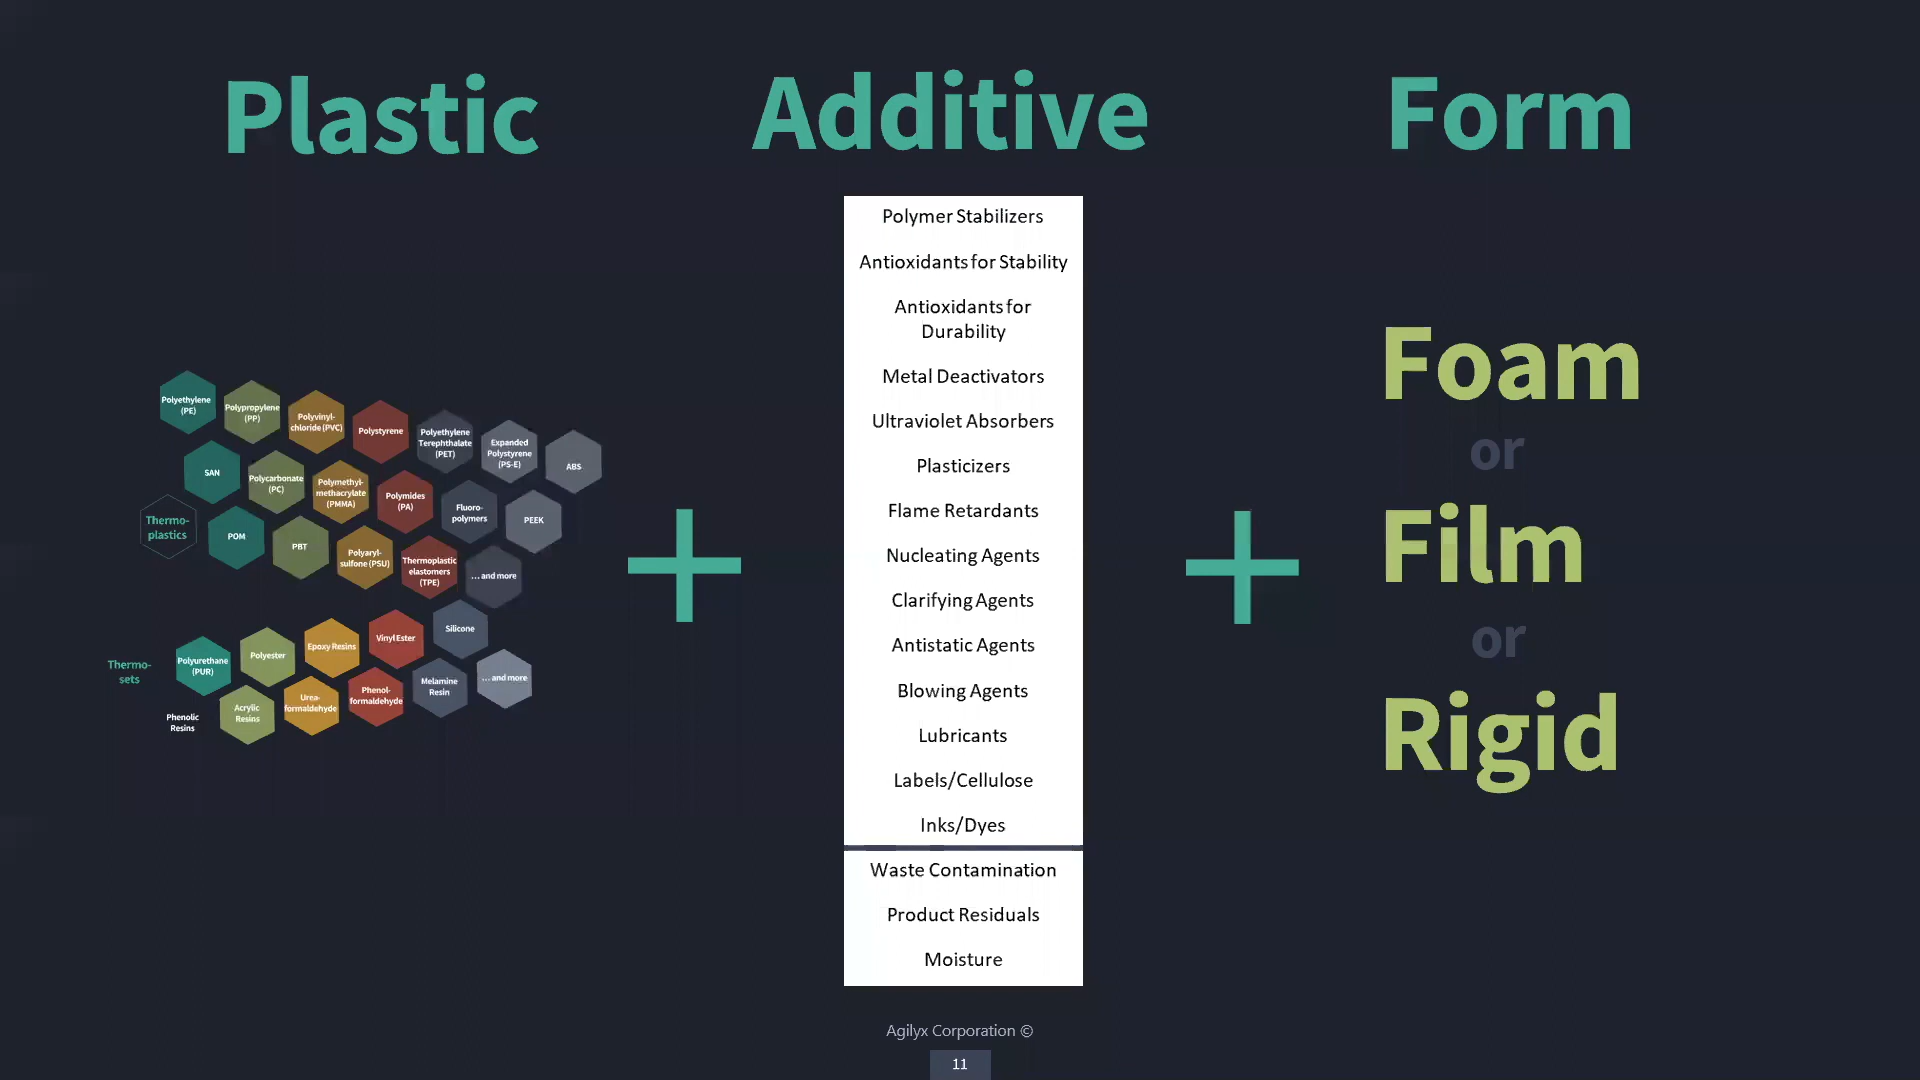 Plastic
Additive
Form
Polyethylene
(PE)
Polypropylene
(PP)
Polyvinyl-
chloride (PVC)
Polystyrene
Polyethylene
Terephthalate
(PET)
Expanded
Polystyrene
(PS-E)
ABS
SAN
Polycarbonate
(PC)
Polymethyl-
methacrylate
(PMMA)
Polymides
(PA)
Fluoro-
polymers
PEEK
Thermo-
plastics
POM
PBT
Polyaryl-
sulfone (PSU)
Thermoplastic
elastomers
(TPE)
... and more
Thermo-
sets
Polyurethane
(PUR)
Polyester
Epoxy Resins
Vinyl Ester
Silicone
Phenolic
Resins
Acrylic
Resins
Urea-
formaldehyde
Phenol-
formaldehyde
Melamine
Resin
... and more
+
Polymer Stabilizers
Antioxidants for Stability
Antioxidants for
Durability
Metal Deactivators
Ultraviolet Absorbers
Plasticizers
Flame Retardants
Nucleating Agents
Clarifying Agents
Antistatic Agents
Blowing Agents
Lubricants
Labels/Cellulose
Inks/Dyes
Waste Contamination
Product Residuals
Moisture
+
Foam
or
Film
or
Rigid
Agilyx Corporation ©
11